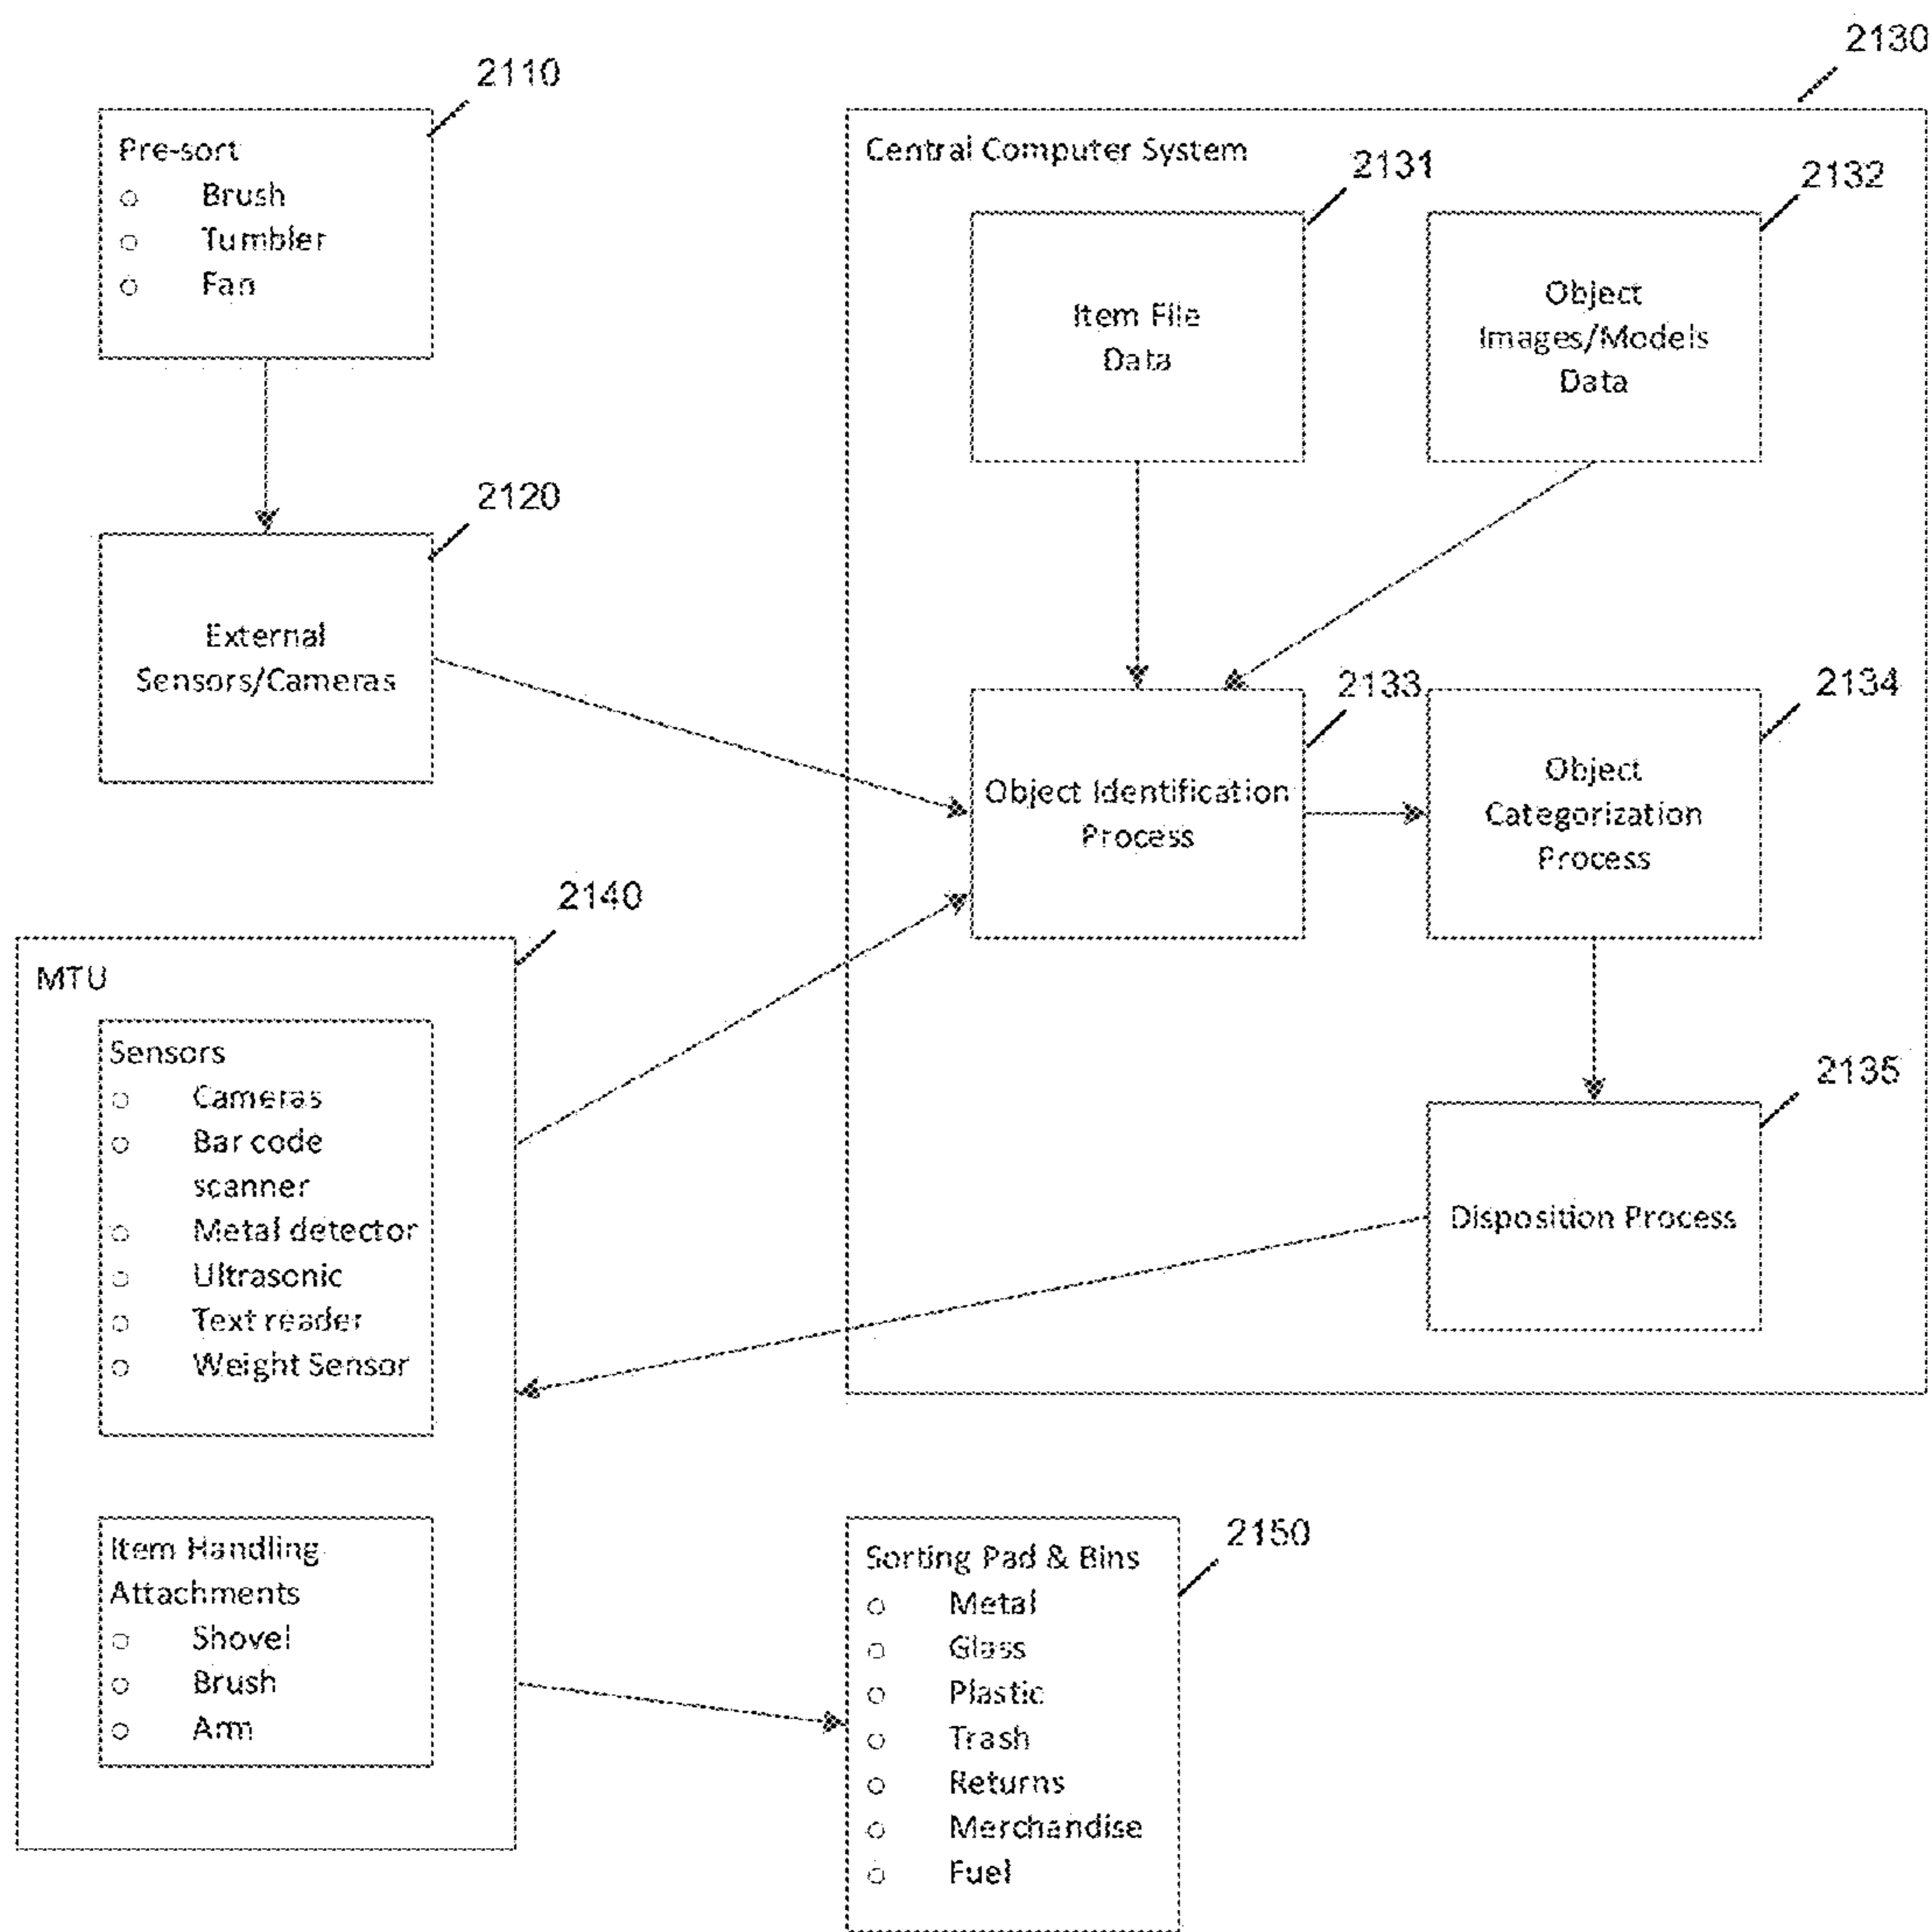 2130
2110
Pre-sort
○ Brush
○ Tumbler
○ Fan
Central Computer System
2131
2132
Item File
Data
Object
Images/Models
Data
2120
External
Sensors/Cameras
2133
2134
Object Identification
Process
Object
Categorization
Process
2140
MTU
Sensors
○ Cameras
○ Bar code
scanner
○ Metal detector
○ Ultrasonic
○ Text reader
○ Weight Sensor
2135
Disposition Process
Item Handling
Attachments
○ Shovel
○ Brush
○ Arm
2150
Sorting Pad & Bins
○ Metal
○ Glass
○ Plastic
○ Trash
○ Returns
○ Merchandise
○ Fuel